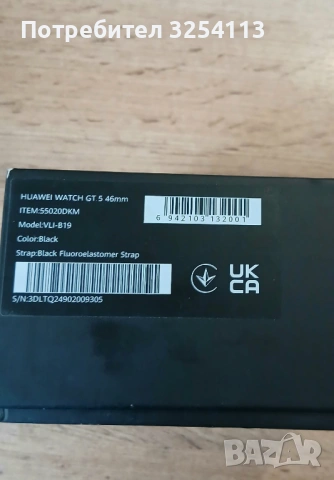 Потребител 3254113
HUAWEI WATCH GT 5 46mm
ITEM:55020DKM
Model:VLI-B19
Color:Black
Strap:Black Fluoroelastomer Strap
6 942103 132001
S/N:3DLTQ24902009305
UK
CA
BAZAR